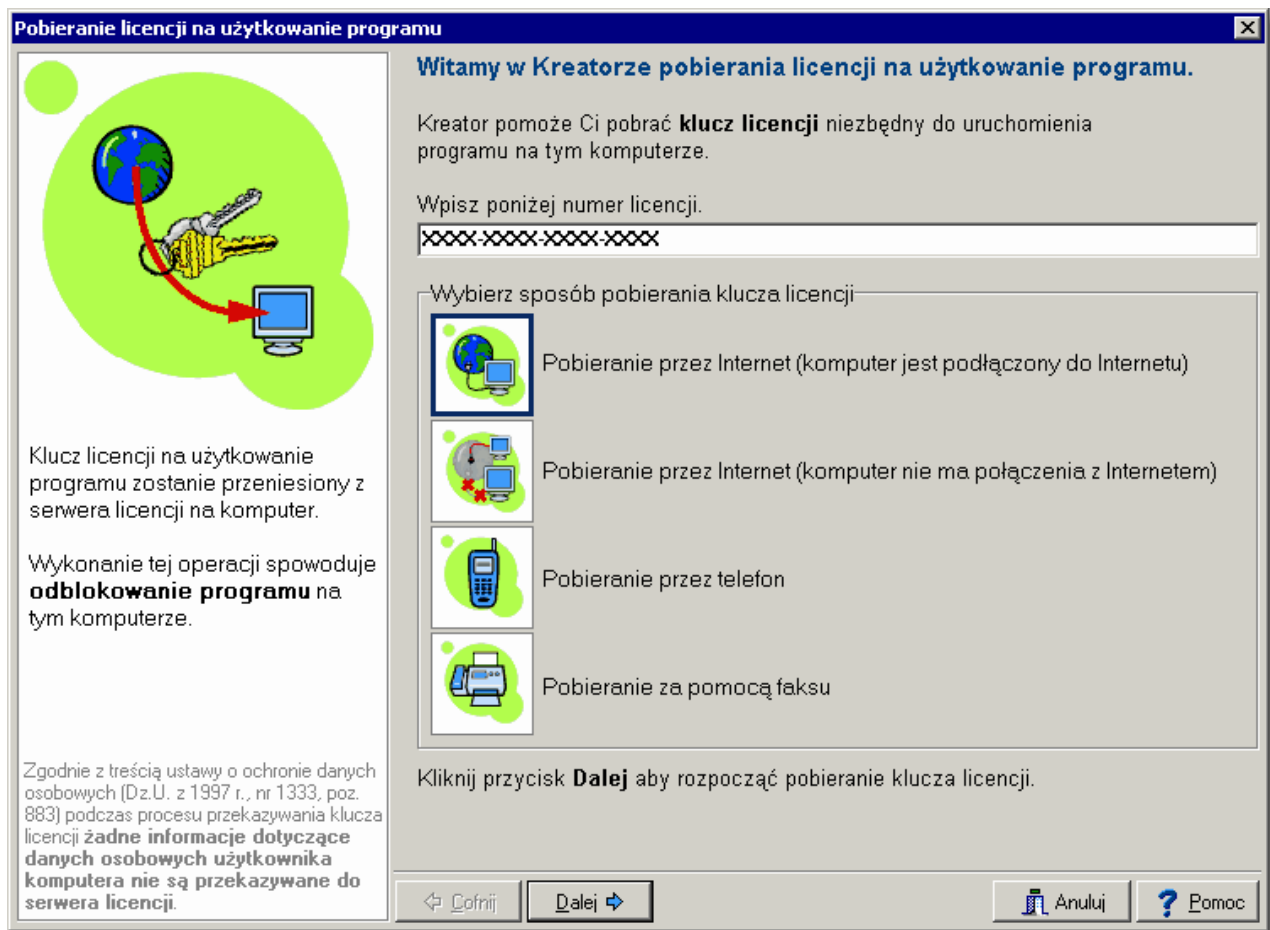 Pobieranie licencji na użytkowanie programu
Witamy w Kreatorze pobierania licencji na użytkowanie programu.
Kreator pomoże Ci pobrać klucz licencji niezbędny do uruchomienia
programu na tym komputerze.
Wpisz poniżej numer licencji.
XXXX-XXXX-XXXX-XXXX
Wybierz sposób pobierania klucza licencji
Pobieranie przez Internet (komputer jest podłączony do Internetu)
Pobieranie przez Internet (komputer nie ma połączenia z Internetem)
Pobieranie przez telefon
Pobieranie za pomocą faksu
Kliknij przycisk Dalej aby rozpocząć pobieranie klucza licencji.
Klucz licencji na użytkowanie
programu zostanie przeniesiony z
serwera licencji na komputer.
Wykonanie tej operacji spowoduje
odblokowanie programu na
tym komputerze.
Zgodnie z treścią ustawy o ochronie danych
osobowych (Dz.U. z 1997 r., nr 1333, poz.
883) podczas procesu przekazywania klucza
licencji żadne informacje dotyczące
danych osobowych użytkownika
komputera nie są przekazywane do
serwera licencji.
Cofnij
Dalej
Anuluj
Pomoc